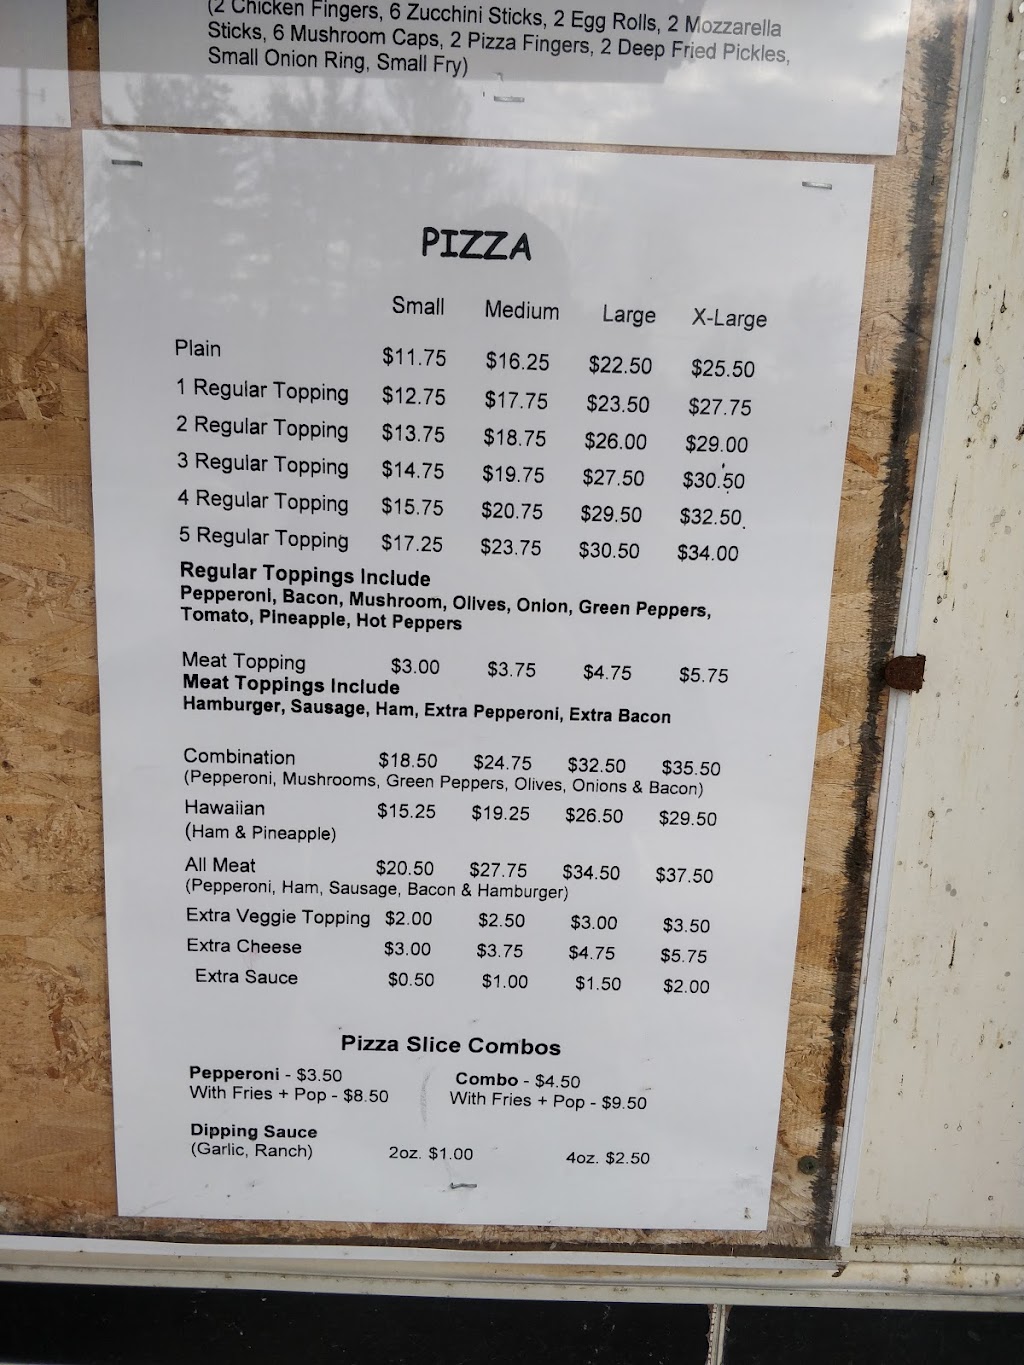 (2 Chicken Fingers, 6 Zucchini Sticks, 2 Egg Rolls, 2 Mozzarella
Sticks, 6 Mushroom Caps, 2 Pizza Fingers, 2 Deep Fried Pickles,
Small Onion Ring, Small Fry)
PIZZA
Small Medium Large X-Large
Plain $11.75 $16.25 $22.50 $25.50
1 Regular Topping $12.75 $17.75 $23.50 $27.75
2 Regular Topping $13.75 $18.75 $26.00 $29.00
3 Regular Topping $14.75 $19.75 $27.50 $30.50
4 Regular Topping $15.75 $20.75 $29.50 $32.50
5 Regular Topping $17.25 $23.75 $30.50 $34.00
Regular Toppings Include
Pepperoni, Bacon, Mushroom, Olives, Onion, Green Peppers,
Tomato, Pineapple, Hot Peppers
Meat Topping $3.00 $3.75 $4.75 $5.75
Meat Toppings Include
Hamburger, Sausage, Ham, Extra Pepperoni, Extra Bacon
Combination $18.50 $24.75 $32.50 $35.50
(Pepperoni, Mushrooms, Green Peppers, Olives, Onions & Bacon)
Hawaiian $15.25 $19.25 $26.50 $29.50
(Ham & Pineapple)
All Meat $20.50 $27.75 $34.50 $37.50
(Pepperoni, Ham, Sausage, Bacon & Hamburger)
Extra Veggie Topping $2.00 $2.50 $3.00 $3.50
Extra Cheese $3.00 $3.75 $4.75 $5.75
Extra Sauce $0.50 $1.00 $1.50 $2.00
Pizza Slice Combos
Pepperoni - $3.50 Combo - $4.50
With Fries + Pop - $8.50 With Fries + Pop - $9.50
Dipping Sauce
(Garlic, Ranch) 2oz. $1.00 4oz. $2.50